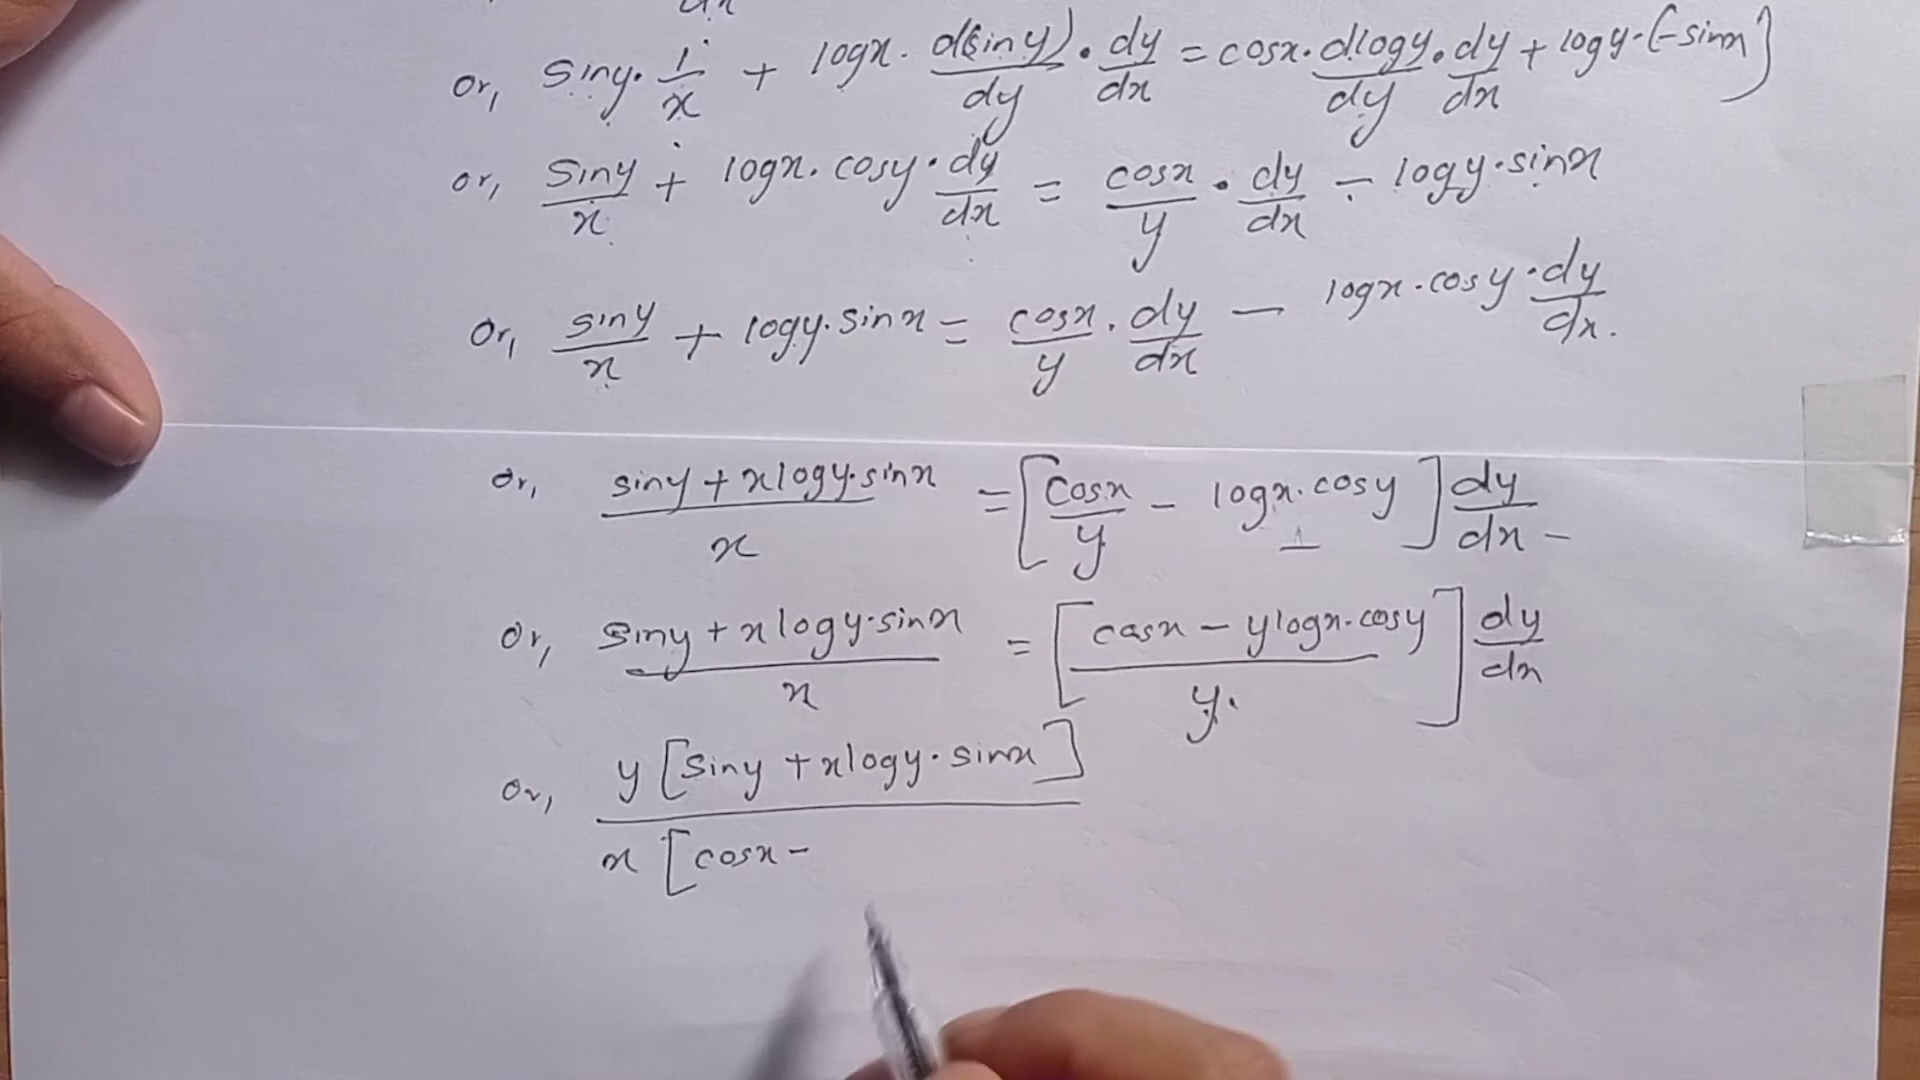 dx
or, siny · 1/x + logx · d(siny)/dy · dy/dx = cosx · dlogy/dy · dy/dx + logy · (-sinx)
or, siny/x + logx · cosy · dy/dx = cosx/y · dy/dx - logy · sinx
Or, siny/x + logy · sinx = cosx/y · dy/dx - logx · cosy · dy/dx.
or, (siny + xlogy · sinx)/x = [cosx/y - logx · cosy/1] dy/dx -
Or, (siny + xlogy · sinx)/x = [(cosx - ylogx · cosy)/y.] dy/dx
or, y[siny + xlogy · sinx]/x[cosx -